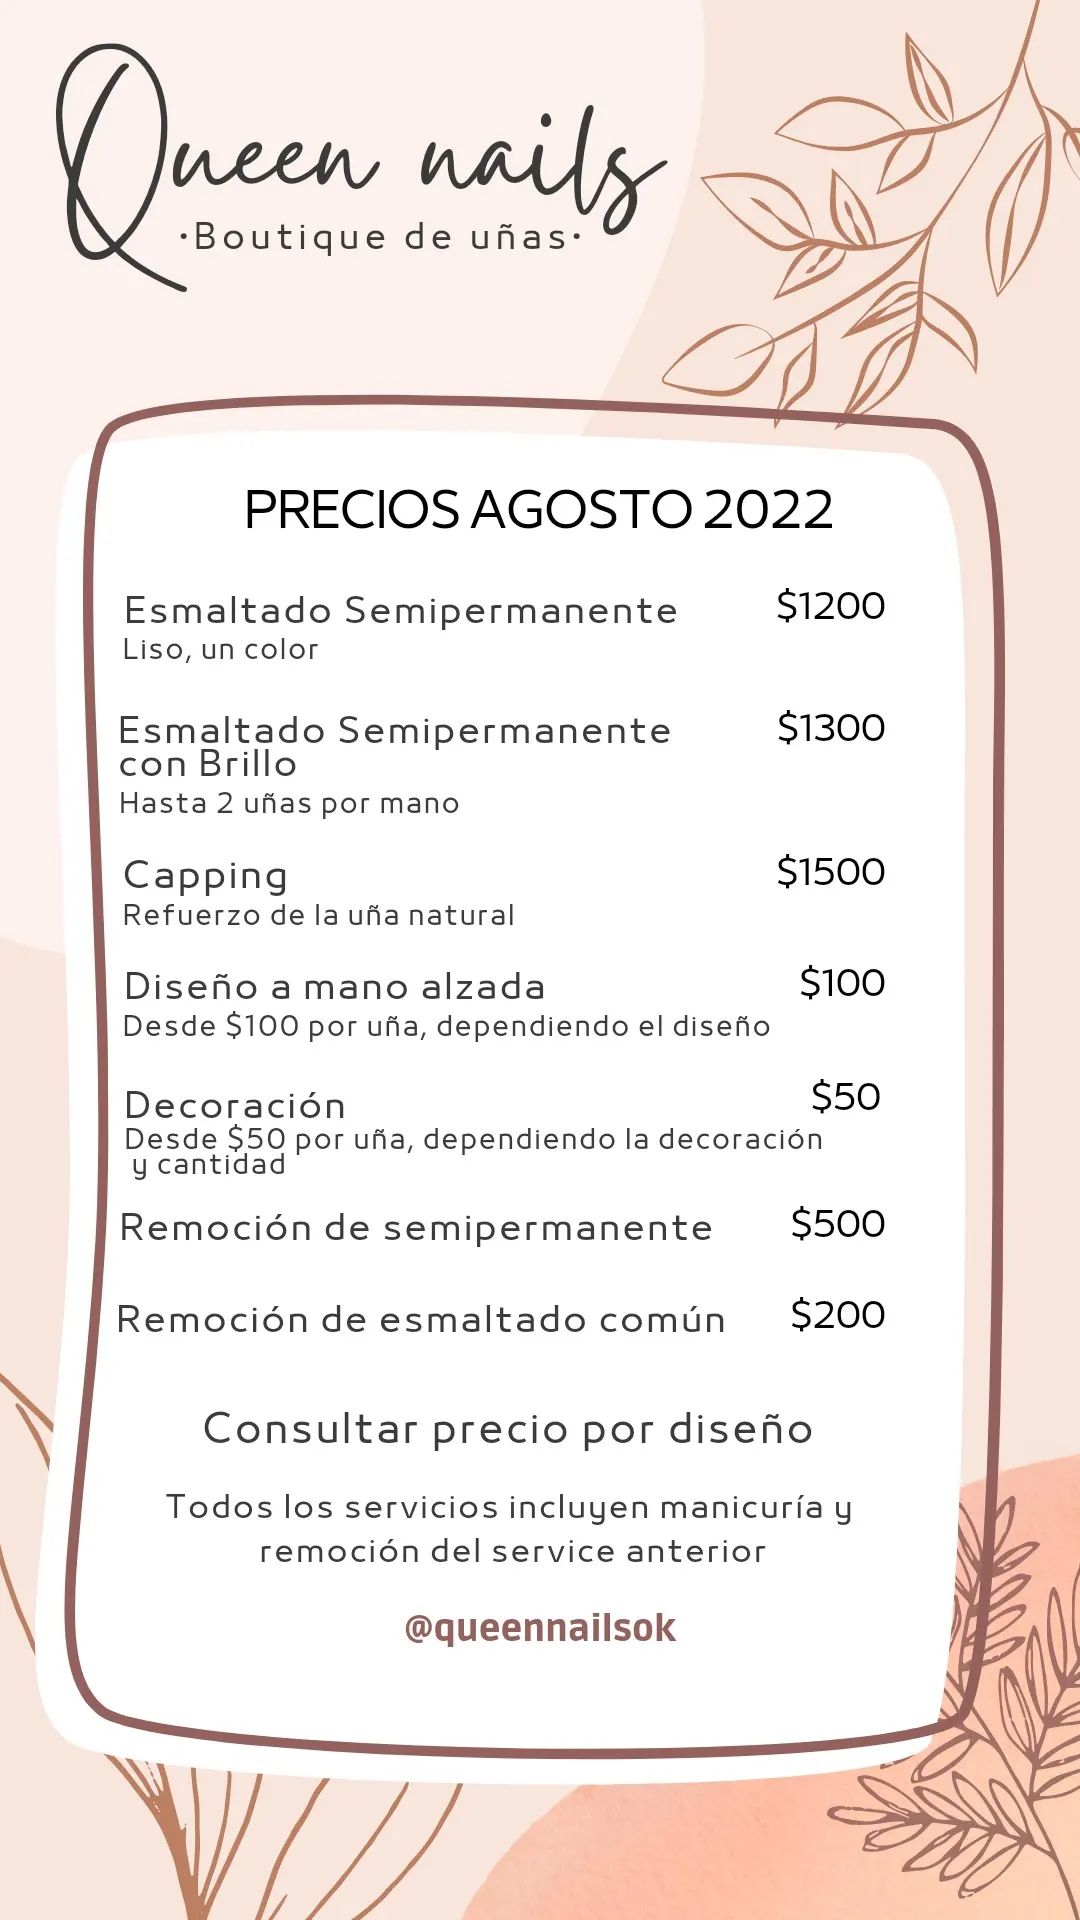 Queen nails
·Boutique de uñas·
PRECIOS AGOSTO 2022
Esmaltado Semipermanente $1200
Liso, un color
Esmaltado Semipermanente $1300
con Brillo
Hasta 2 uñas por mano
Capping $1500
Refuerzo de la uña natural
Diseño a mano alzada $100
Desde $100 por uña, dependiendo el diseño
Decoración $50
Desde $50 por uña, dependiendo la decoración
y cantidad
Remoción de semipermanente $500
Remoción de esmaltado común $200
Consultar precio por diseño
Todos los servicios incluyen manicuría y
remoción del service anterior
@queennailsok